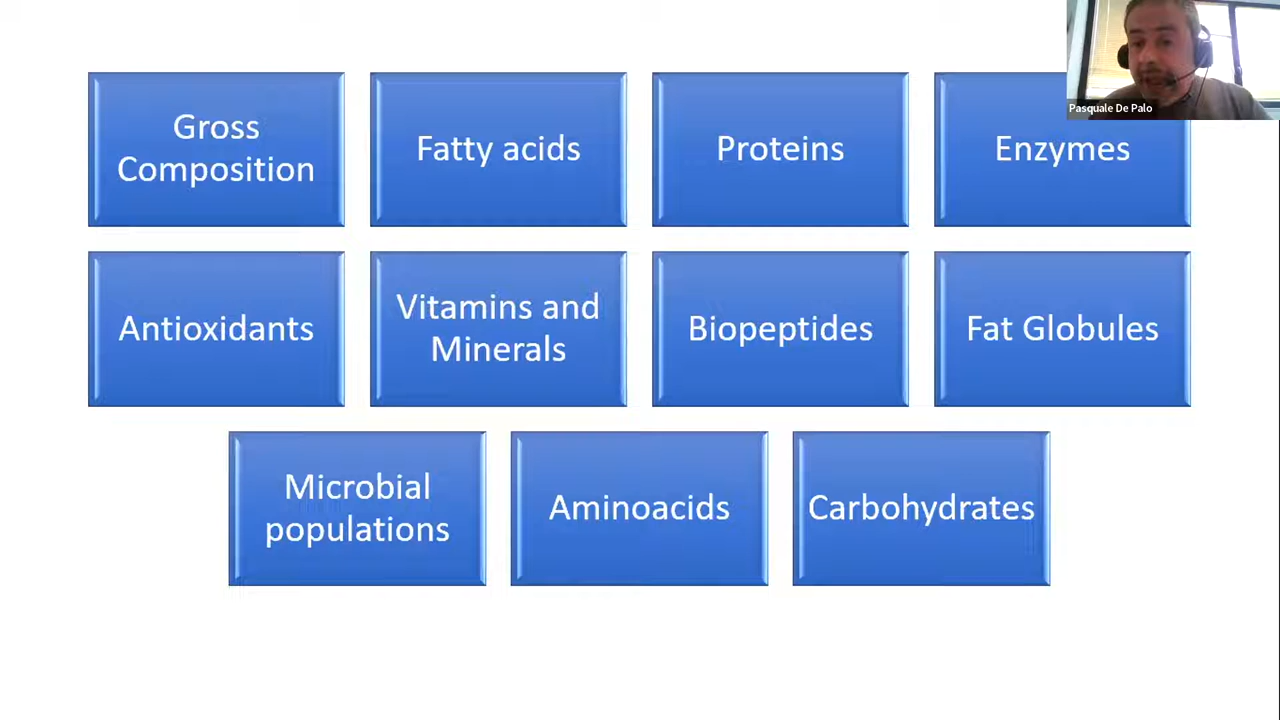 Pasquale De Palo
Gross
Composition
Fatty acids
Proteins
Enzymes
Antioxidants
Vitamins and
Minerals
Biopeptides
Fat Globules
Microbial
populations
Aminoacids
Carbohydrates